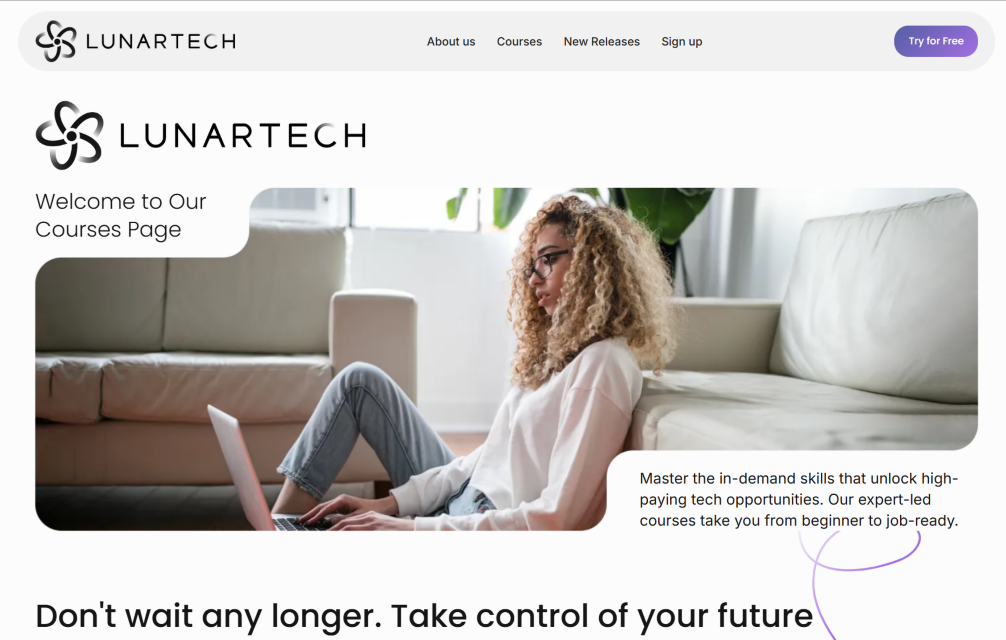 LUNARTECH
About us
Courses
New Releases
Sign up
Try for Free
LUNARTECH
Welcome to Our
Courses Page
Master the in-demand skills that unlock high-
paying tech opportunities. Our expert-led
courses take you from beginner to job-ready.
Don't wait any longer. Take control of your future